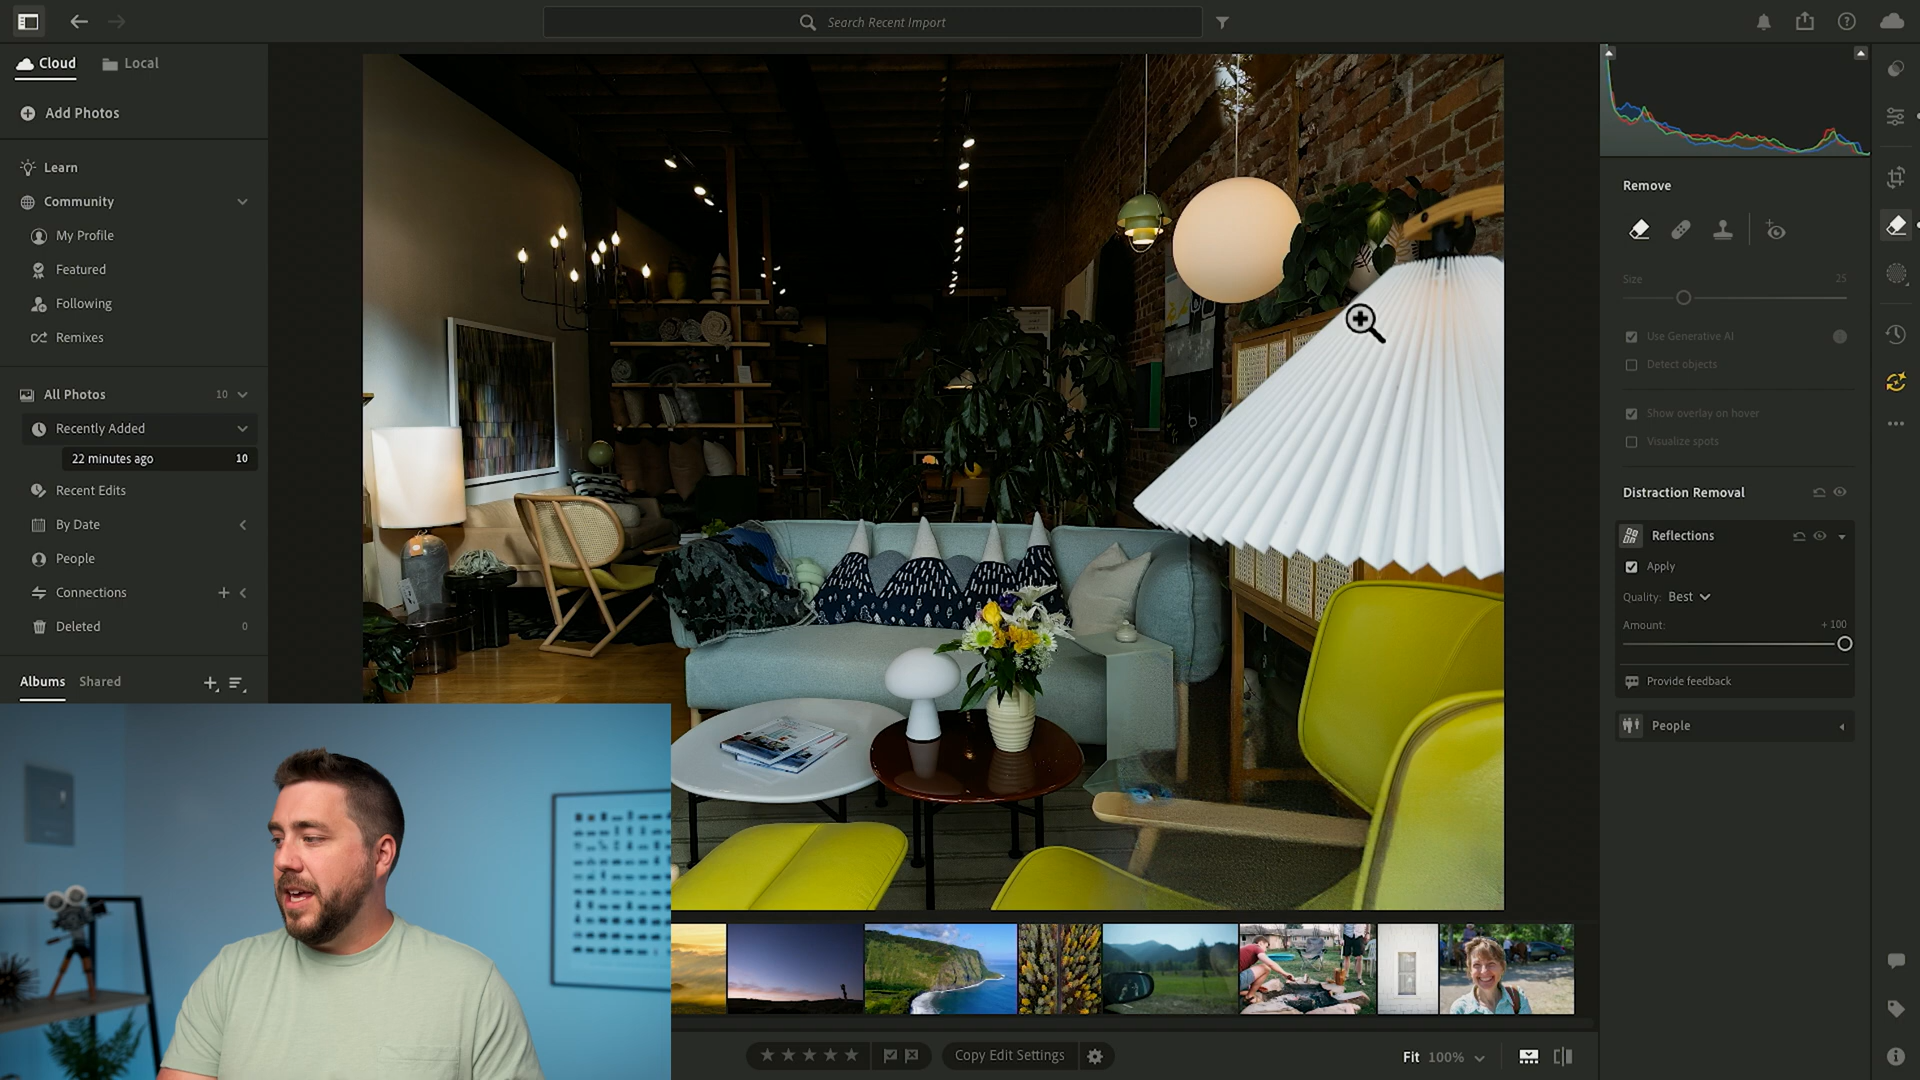 Search Recent Import
Cloud
Local
Add Photos
Learn
Community
My Profile
Featured
Following
Remixes
All Photos
10
Recently Added
22 minutes ago
10
Recent Edits
By Date
People
Connections
Deleted
0
Albums
Shared
Remove
Size
25
Use Generative AI
Detect objects
Show overlay on hover
Visualize spots
Distraction Removal
Reflections
Apply
Quality: Best
Amount:
+ 100
Provide feedback
People
Copy Edit Settings
Fit
100%